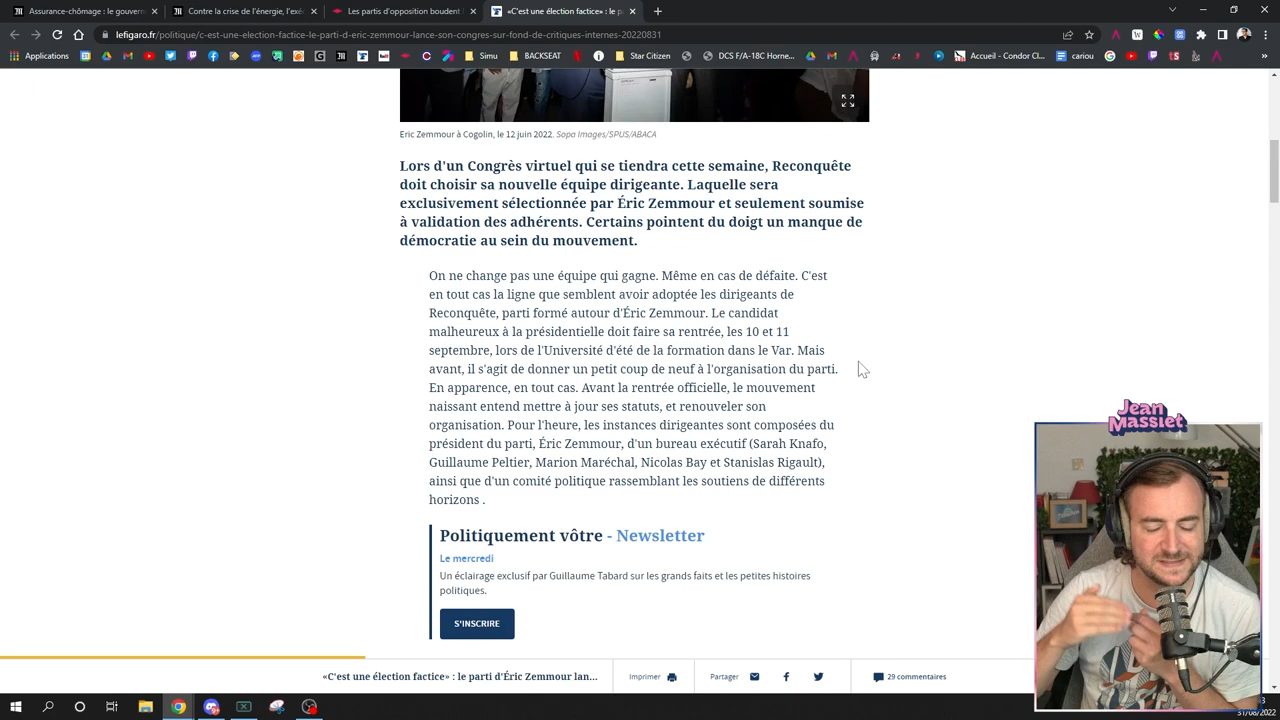 Assurance-chômage: le gouver
Contre la crise de l'énergie, l'exé
Les partis d'oppositio
«C'est une élection factice» : le p
lefigaro.fr/politique/c-est-une-election-factice-le-parti-d-eric-zemmour-lance-son-congres-sur-fond-de-critiques-internes-20220831
Applications
Simu
BACKSEAT
Star Citizen
DCS F/A-18C Horne...
Accueil - Condor Cl...
cariou
»
Eric Zemmour à Cogolin, le 12 juin 2022. Sopa Images/SPUS/ABACA
Lors d'un Congrès virtuel qui se tiendra cette semaine, Reconquête
doit choisir sa nouvelle équipe dirigeante. Laquelle sera
exclusivement sélectionnée par Éric Zemmour et seulement soumise
à validation des adhérents. Certains pointent du doigt un manque de
démocratie au sein du mouvement.
On ne change pas une équipe qui gagne. Même en cas de défaite. C'est
en tout cas la ligne que semblent avoir adoptée les dirigeants de
Reconquête, parti formé autour d'Éric Zemmour. Le candidat
malheureux à la présidentielle doit faire sa rentrée, les 10 et 11
septembre, lors de l'Université d'été de la formation dans le Var. Mais
avant, il s'agit de donner un petit coup de neuf à l'organisation du parti.
En apparence, en tout cas. Avant la rentrée officielle, le mouvement
naissant entend mettre à jour ses statuts, et renouveler son
organisation. Pour l'heure, les instances dirigeantes sont composées du
président du parti, Éric Zemmour, d'un bureau exécutif (Sarah Knafo,
Guillaume Peltier, Marion Maréchal, Nicolas Bay et Stanislas Rigault),
ainsi que d'un comité politique rassemblant les soutiens de différents
horizons .
Politiquement vôtre - Newsletter
Le mercredi
Un éclairage exclusif par Guillaume Tabard sur les grands faits et les petites histoires
politiques.
S'INSCRIRE
Jean
Massiet
«C'est une élection factice» : le parti d'Éric Zemmour lan...
Imprimer
Partager
29 commentaires
31/08/2022